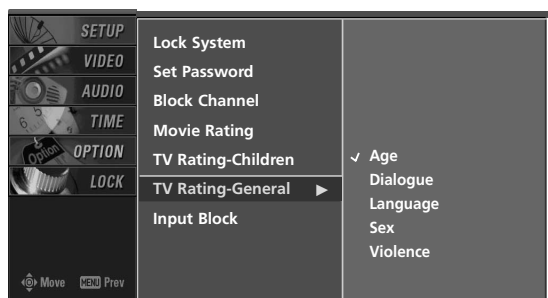 SETUP
VIDEO
AUDIO
TIME
OPTION
LOCK
Move MENU Prev
Lock System
Set Password
Block Channel
Movie Rating
TV Rating-Children
TV Rating-General ▶
Input Block
✓ Age
Dialogue
Language
Sex
Violence